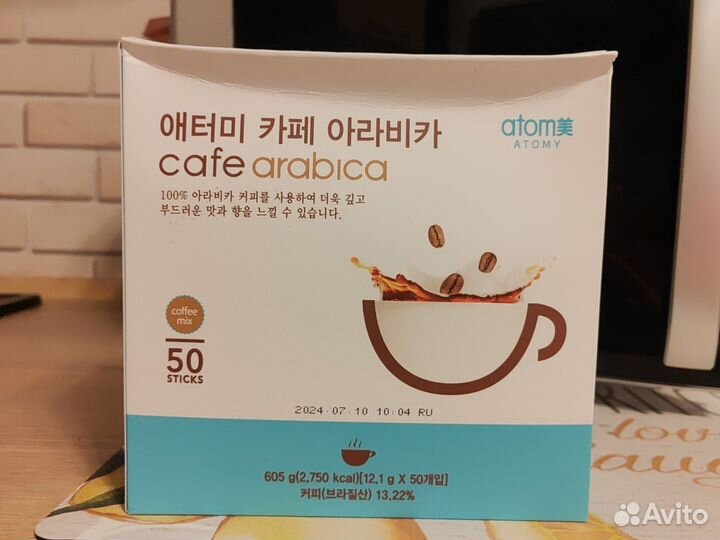 애터미 카페 아라비카
cafe arabica
100% 아라비카 커피를 사용하여 더욱 깊고
부드러운 맛과 향을 느낄 수 있습니다.
atom美
ATOMY
coffee
mix
50
STICKS
2024.07.10 10:04 RU
605 g(2,750 kcal)[12.1 g X 50개입]
커피(브라질산) 13.22%
love
Avito